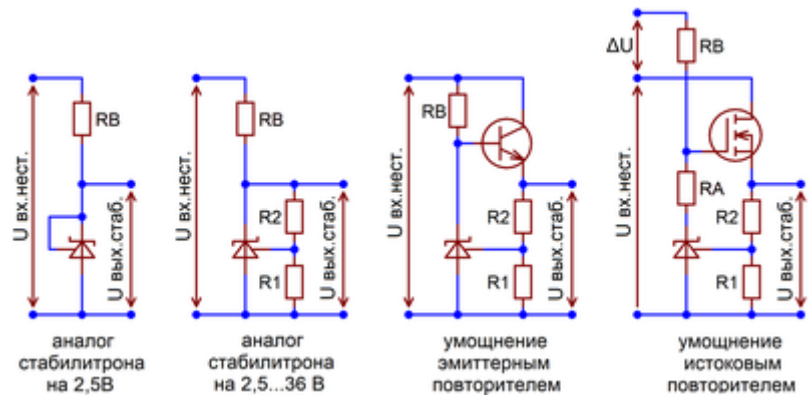 ΔU
RB
U вх.нест.
RB
U вых.стаб.
U вх.нест.
RB
R2
R1
U вых.стаб.
U вх.нест.
RB
R2
R1
U вых.стаб.
U вх.нест.
RA
R2
R1
U вых.стаб.
аналог
стабилитрона
на 2,5В
аналог
стабилитрона
на 2,5...36 В
умощнение
эмиттерным
повторителем
умощнение
истоковым
повторителем